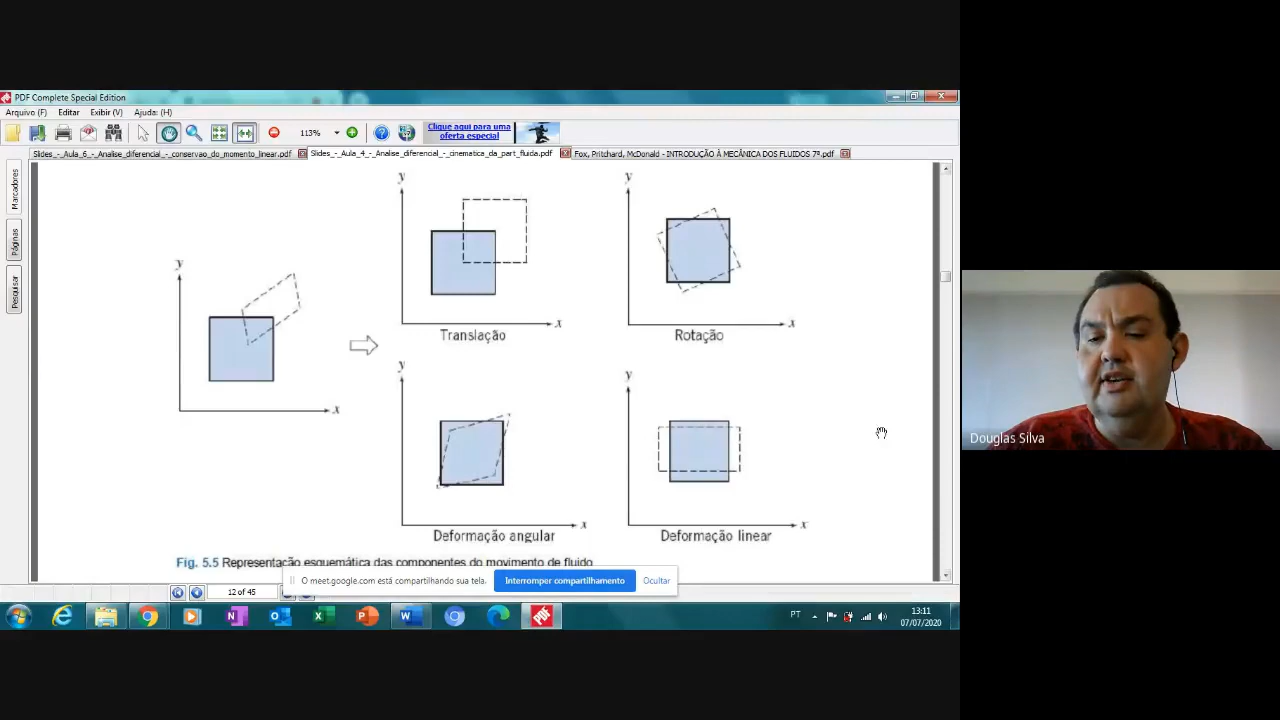 PDF Complete Special Edition
Arquivo (F) Editar Exibir (V) Ajuda: (H)
113%
Clique aqui para uma
oferta especial
Slides_-_Aula_6_-_Analise_diferencial_-_conservao_do_momento_linear.pdf
Slides_-_Aula_4_-_Analise_diferencial_-_cinematica_da_part_fluida.pdf
Fox, Pritchard, McDonald - INTRODUÇÃO À MECÂNICA DOS FLUIDOS 7ª.pdf
Marcadores
Páginas
Pesquisar
y
x
y
x
Translação
y
x
Rotação
y
x
Deformação angular
y
x
Deformação linear
Fig. 5.5 Representação esquemática das componentes do movimento de fluido
O meet.google.com está compartilhando sua tela.
Interromper compartilhamento
Ocultar
12 of 45
PT
13:11
07/07/2020
Douglas Silva